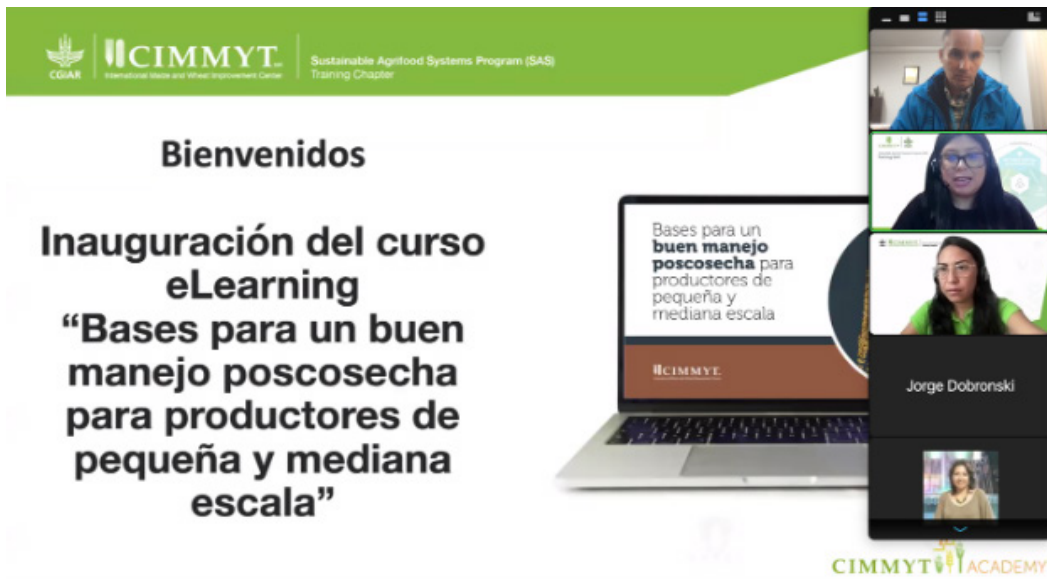 CGIAR
CIMMYT
International Maize and Wheat Improvement Center
Sustainable Agrifood Systems Program (SAS)
Training Chapter
Bienvenidos
Inauguración del curso
eLearning
“Bases para un buen
manejo poscosecha
para productores de
pequeña y mediana
escala”
Bases para un
buen manejo
poscosecha para
productores de
pequeña y
mediana escala
CIMMYT
Jorge Dobronski
CIMMYT ACADEMY